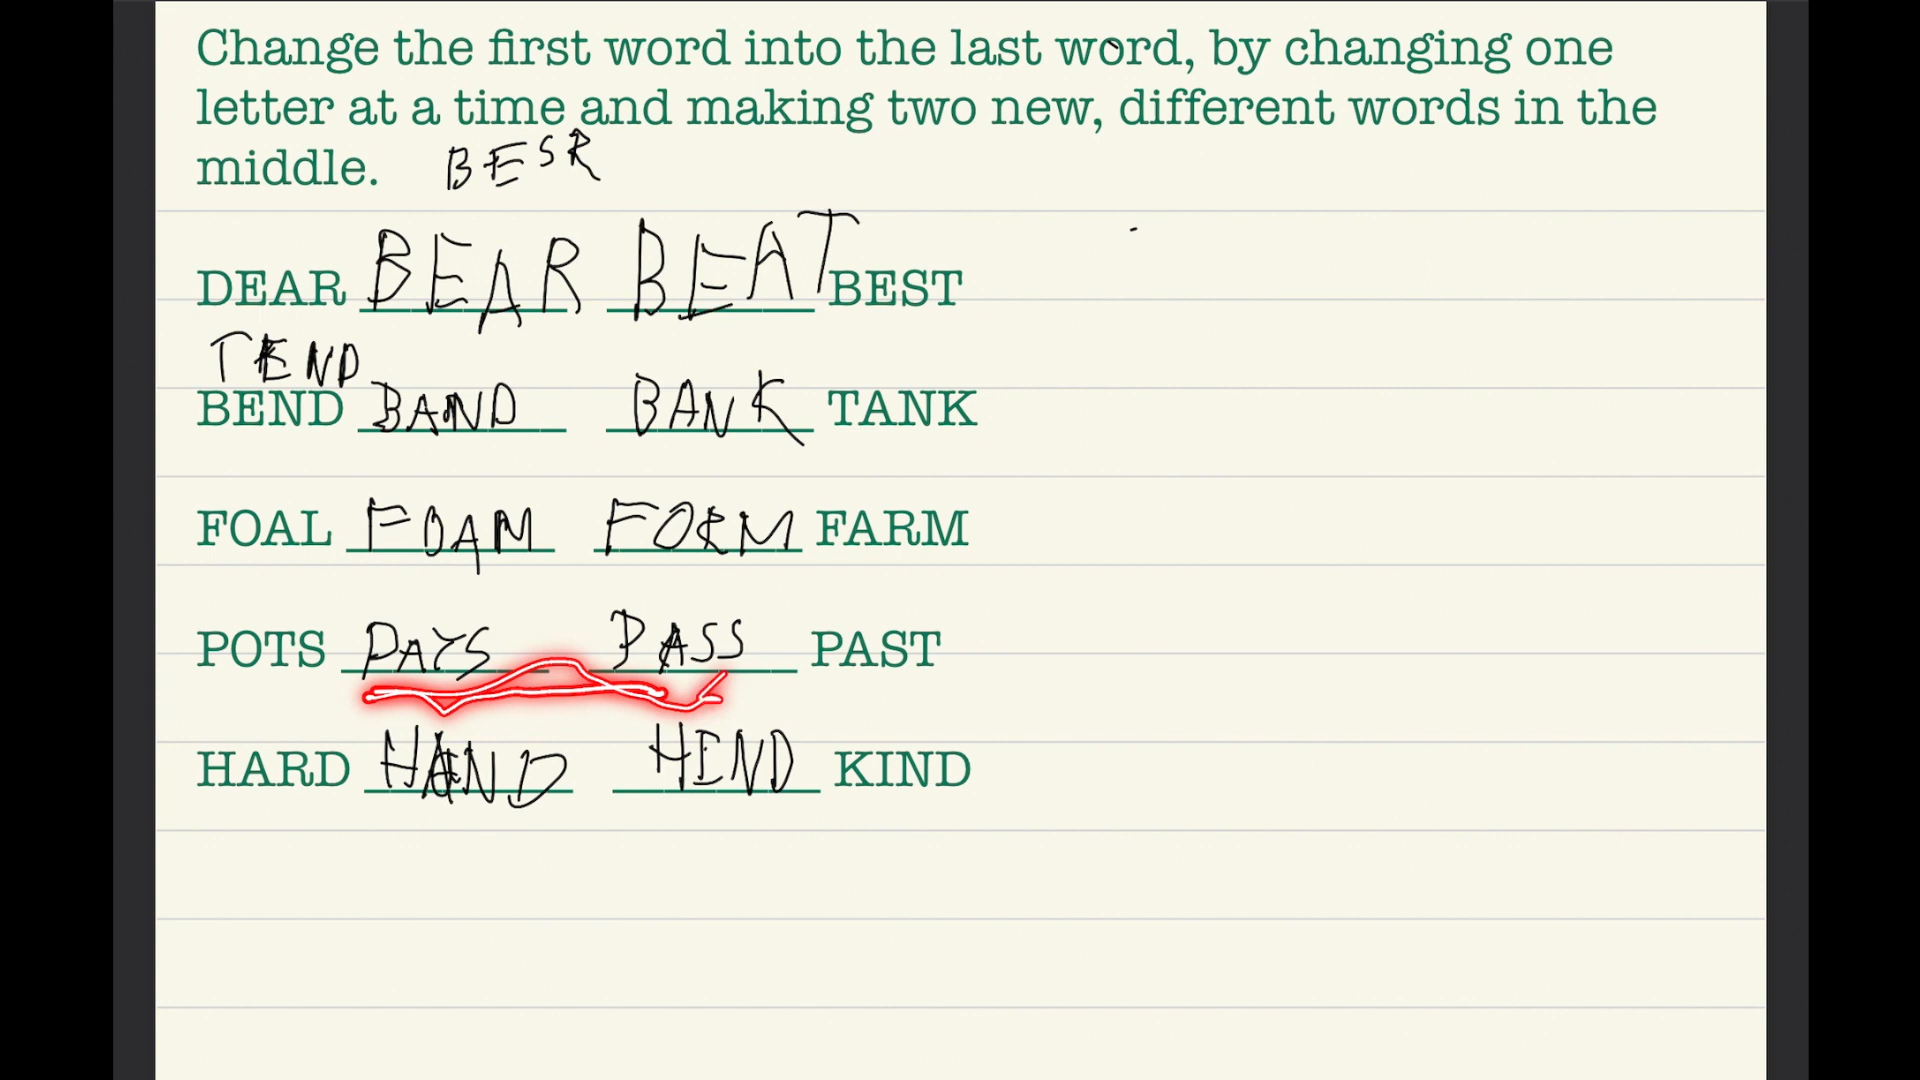 Change the first word into the last word, by changing one
letter at a time and making two new, different words in the
middle. BESR
DEAR BEAR BEAT BEST
TEND
BEND BAND BANK TANK
FOAL FOAM FORM FARM
POTS PAYS PASS PAST
HARD HAND HIND KIND